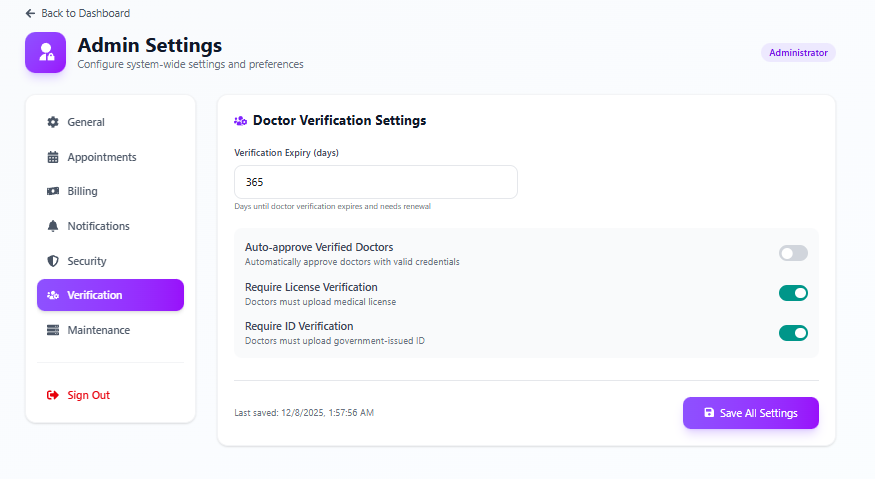 Back to Dashboard
Admin Settings
Configure system-wide settings and preferences
Administrator
General
Appointments
Billing
Notifications
Security
Verification
Maintenance
Sign Out
Doctor Verification Settings
Verification Expiry (days)
365
Days until doctor verification expires and needs renewal
Auto-approve Verified Doctors
Automatically approve doctors with valid credentials
Require License Verification
Doctors must upload medical license
Require ID Verification
Doctors must upload government-issued ID
Last saved: 12/8/2025, 1:57:56 AM
Save All Settings